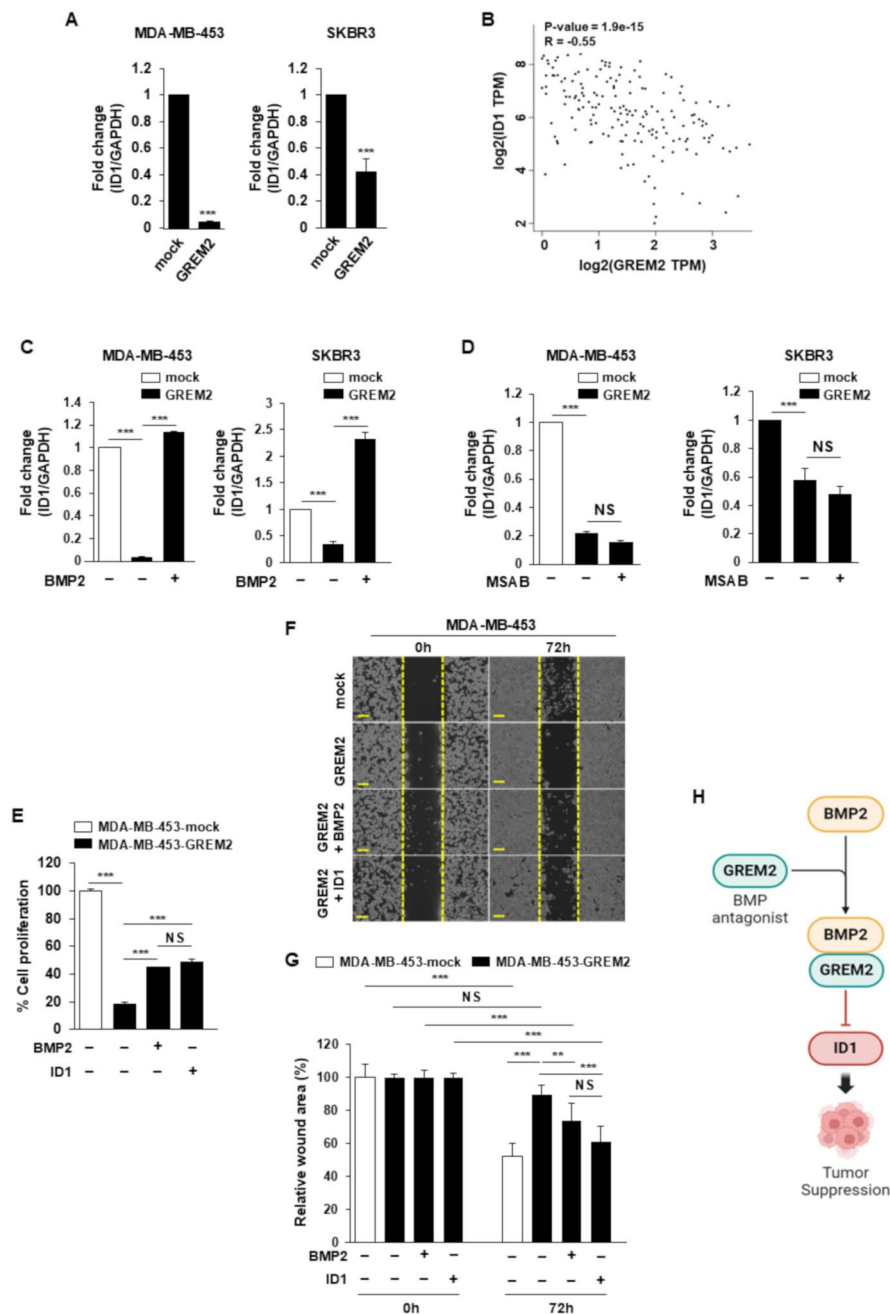 A
MDA-MB-453
SKBR3
Fold change
(ID1/GAPDH)
1.2
1
0.8
0.6
0.4
0.2
0
***
mock
GREM2
Fold change
(ID1/GAPDH)
1.2
1
0.8
0.6
0.4
0.2
0
***
mock
GREM2
B
P-value = 1.9e-15
R = -0.55
log2(ID1 TPM)
8
6
4
2
0
1
2
3
log2(GREM2 TPM)
C
MDA-MB-453
mock
GREM2
Fold change
(ID1/GAPDH)
1.4
1.2
1
0.8
0.6
0.4
0.2
0
***
***
BMP2
−
−
+
SKBR3
mock
GREM2
Fold change
(ID1/GAPDH)
3
2.5
2
1.5
1
0.5
0
***
***
BMP2
−
−
+
D
MDA-MB-453
mock
GREM2
Fold change
(ID1/GAPDH)
1.2
1
0.8
0.6
0.4
0.2
0
***
NS
MSAB
−
−
+
SKBR3
mock
GREM2
Fold change
(ID1/GAPDH)
1.2
1
0.8
0.6
0.4
0.2
0
***
NS
MSAB
−
−
+
E
MDA-MB-453-mock
MDA-MB-453-GREM2
% Cell proliferation
120
100
80
60
40
20
0
***
***
***
NS
BMP2
−
−
+
−
ID1
−
−
−
+
F
MDA-MB-453
0h
72h
mock
GREM2
GREM2
+ BMP2
GREM2
+ ID1
G
MDA-MB-453-mock
MDA-MB-453-GREM2
Relative wound area (%)
120
100
80
60
40
20
0
***
NS
***
***
***
**
***
NS
BMP2
−
−
+
−
−
−
+
−
ID1
−
−
−
+
−
−
−
+
0h
72h
H
BMP2
GREM2
BMP
antagonist
BMP2
GREM2
ID1
Tumor
Suppression